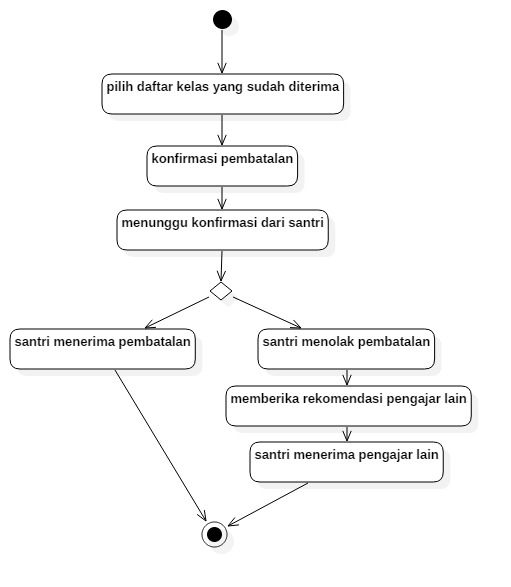 pilih daftar kelas yang sudah diterima
konfirmasi pembatalan
menunggu konfirmasi dari santri
santri menerima pembatalan
santri menolak pembatalan
memberika rekomendasi pengajar lain
santri menerima pengajar lain